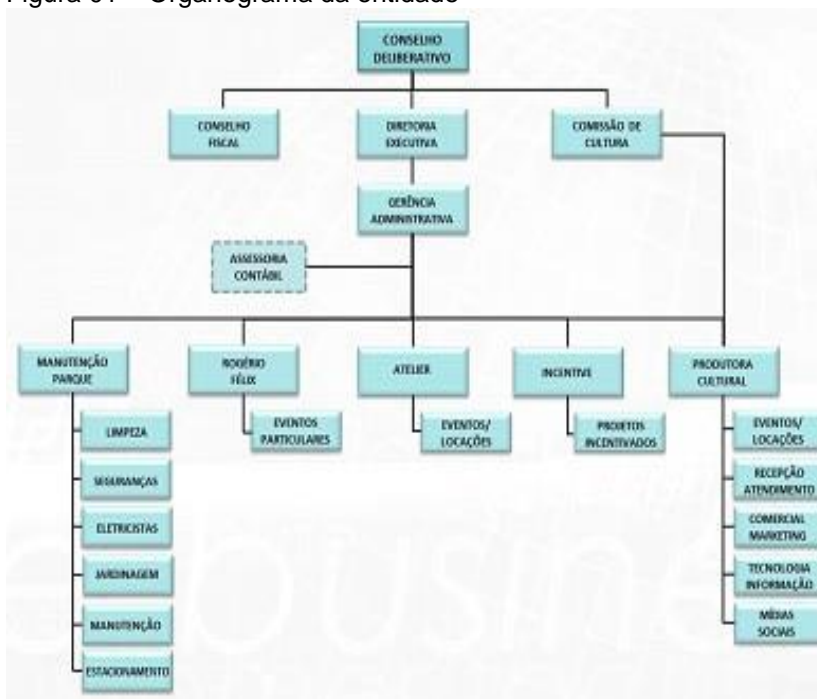 Figura 01 – Organograma da entidade
CONSELHO
DELIBERATIVO
CONSELHO
FISCAL
DIRETORIA
EXECUTIVA
COMISSÃO DE
CULTURA
GERÊNCIA
ADMINISTRATIVA
ASSESSORIA
CONTÁBIL
MANUTENÇÃO
PARQUE
ROGÉRIO
FÉLIX
ATELIER
INCENTIVE
PRODUTORA
CULTURAL
LIMPEZA
SEGURANÇAS
ELETRICISTAS
JARDINAGEM
MANUTENÇÃO
ESTACIONAMENTO
EVENTOS
PARTICULARES
EVENTOS/
LOCAÇÕES
PROJETOS
INCENTIVADOS
EVENTOS/
LOCAÇÕES
RECEPÇÃO
ATENDIMENTO
COMERCIAL
MARKETING
TECNOLOGIA
INFORMAÇÃO
MÍDIAS
SOCIAIS